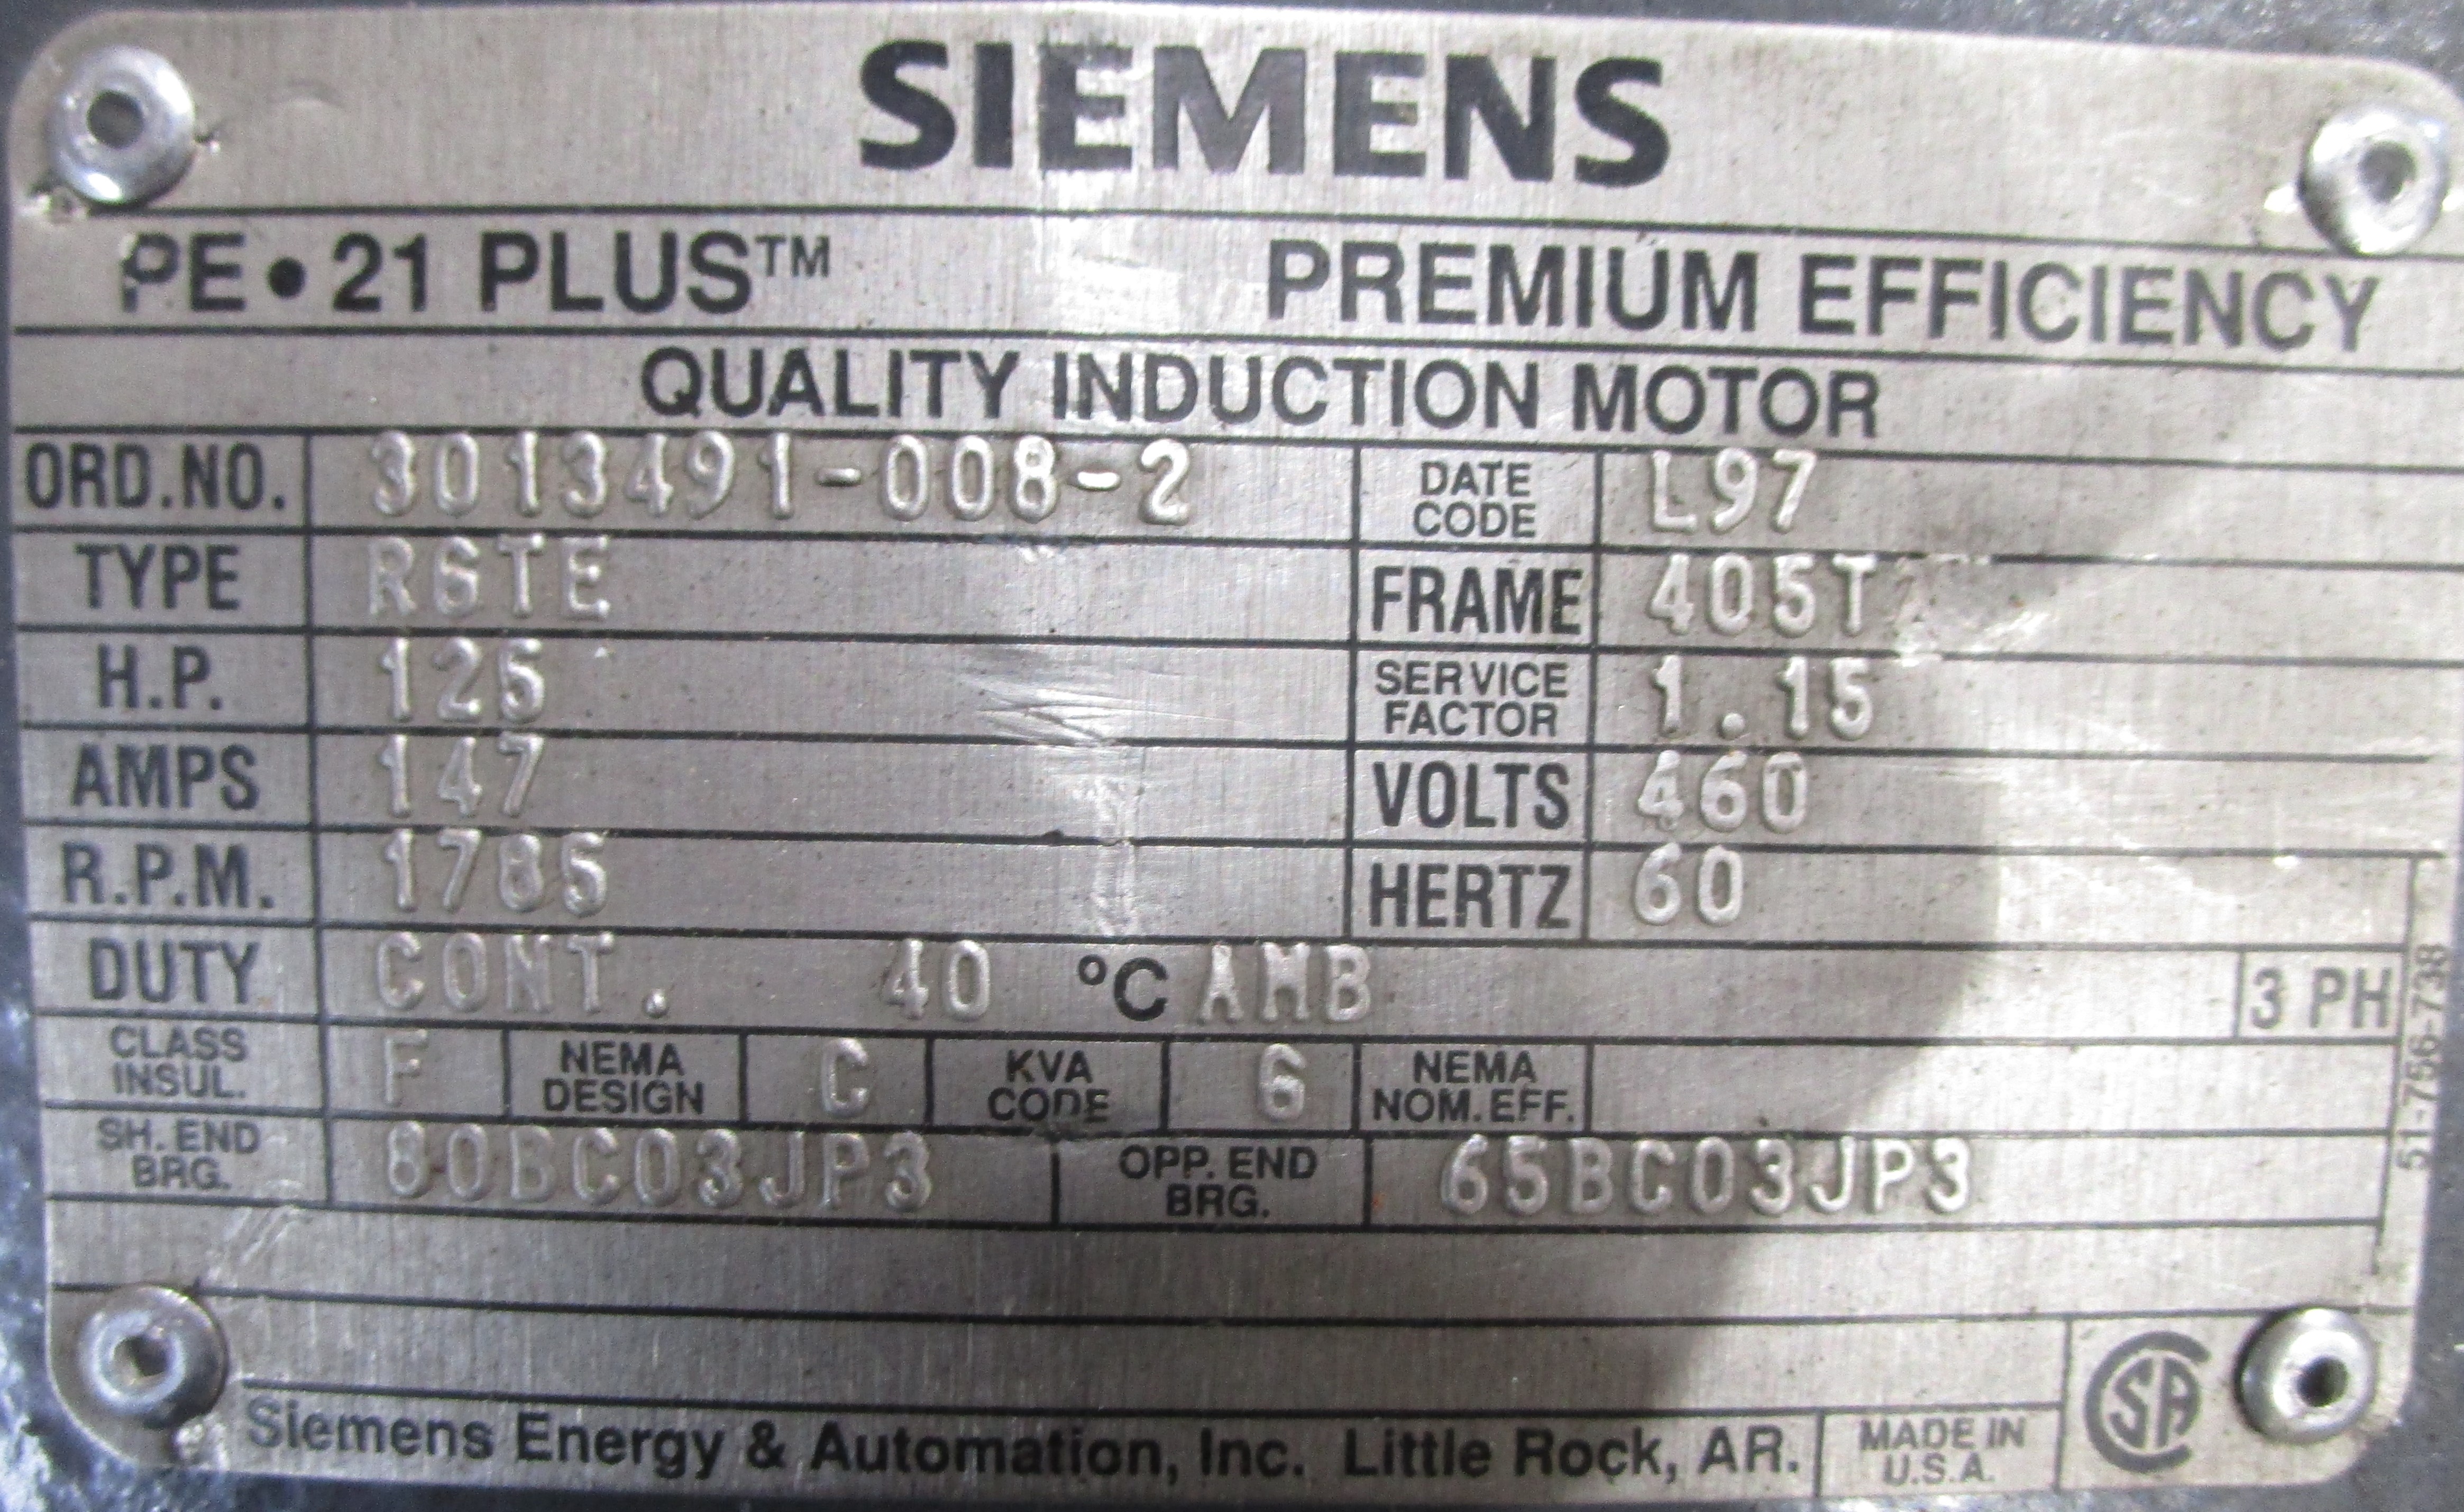 SIEMENS
PE•21 PLUS™ PREMIUM EFFICIENCY
QUALITY INDUCTION MOTOR
ORD.NO. 3013491-008-2 DATE CODE L97
TYPE RGTE FRAME 405T
H.P. 125 SERVICE FACTOR 1.15
AMPS 147 VOLTS 460
R.P.M. 1785 HERTZ 60
DUTY CONT. 40 °C AMB 3 PH
CLASS INSUL. F NEMA DESIGN C KVA CODE G NEMA NOM.EFF.
SH. END BRG. 80BC03JP3 OPP. END BRG. 65BC03JP3
51-756-738
Siemens Energy & Automation, Inc. Little Rock, AR. MADE IN U.S.A.
CSA